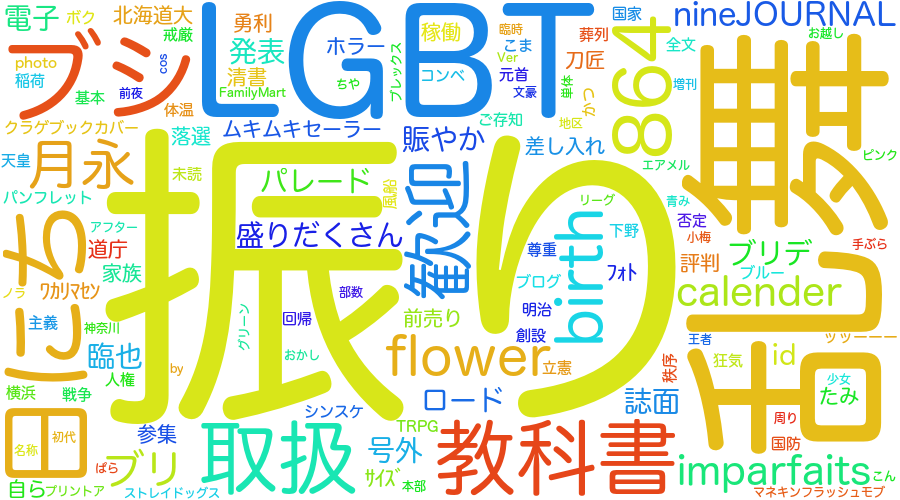 電子
ボク
北海道大
戒厳
勇利
発表
清書
FamilyMart
LGBT
ホラー
ちや
ブレックス
稼働
コンベ
臨時
Ver
こま
元首
文豪
葬列
刀匠
単体
かつ
地区
国家
864
全文
増刊
nineJOURNAL
お越し
エアメル
ピンク
舞
ブシ
photo
cos
稲荷
基本
前夜
体温
クラゲブックカバー
落選
ムキムキセーラー
賑やか
ご存知
差し入れ
天皇
月永
未読
パレード
風船
歓迎
リーグ
青み
パンフレット
振り
birth
下野
否定
小梅
手ぶら
にち
アフター
道庁
盛りだくさん
尊重
評判
ブリデ
ブルー
家族
ノラ
ワカリマセン
部数
ブログ
フォト
calender
主義
神奈川
グリーン
回帰
前売り
明治
創設
舌し
臨也
おかし
flower
立憲
王者
ッッーーー
人権
by
秩序
狂気
id
少女
たみ
横浜
戦争
シンスケ
ロード
誌面
周り
田
名称
初代
参集
取扱
TRPG
号外
教科書
国防
ぱら
ブリ
サイズ
本部
imparfaits
こん
自ら
プリントア
ストレイドッグス
マネキンフラッシュモブ